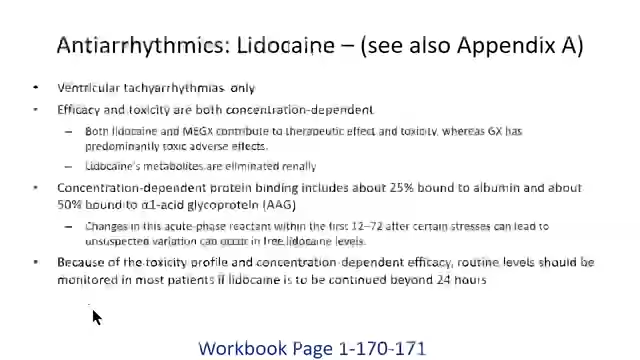 Antiarrhythmics: Lidocaine – (see also Appendix A)
• Ventricular tachyarrhythmias only
• Efficacy and toxicity are both concentration-dependent
– Both lidocaine and MEGX contribute to therapeutic effect and toxicity, whereas GX has
predominantly toxic adverse effects.
– Lidocaine's metabolites are eliminated renally
• Concentration-dependent protein binding includes about 25% bound to albumin and about
50% bound to α1-acid glycoprotein (AAG)
– Changes in this acute-phase reactant within the first 12–72 after certain stresses can lead to
unsuspected variation can occur in free lidocaine levels.
• Because of the toxicity profile and concentration-dependent efficacy, routine levels should be
monitored in most patients if lidocaine is to be continued beyond 24 hours
Workbook Page 1-170-171